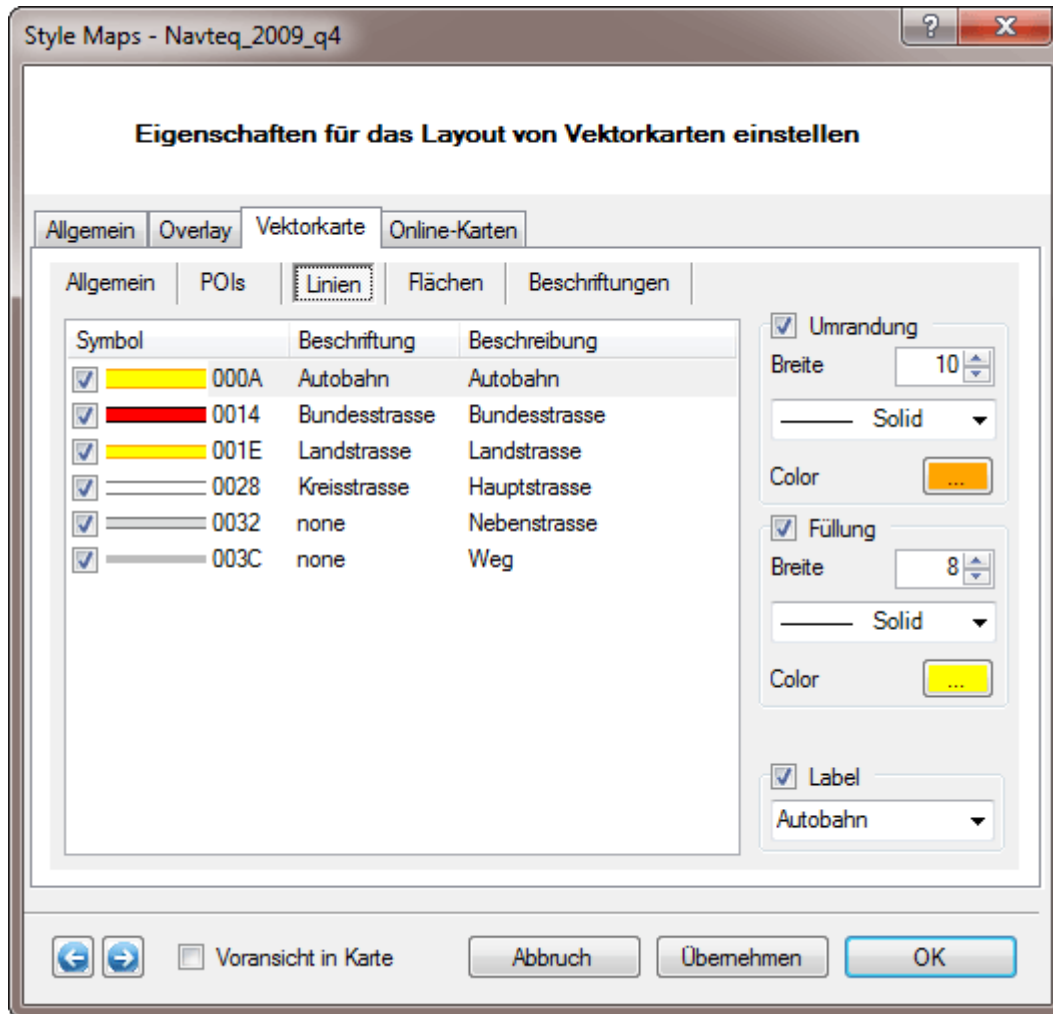 Style Maps - Navteq_2009_q4
?
X
Eigenschaften für das Layout von Vektorkarten einstellen
Allgemein Overlay Vektorkarte Online-Karten
Allgemein POIs Linien Flächen Beschriftungen
Symbol Beschriftung Beschreibung
000A Autobahn Autobahn
0014 Bundesstrasse Bundesstrasse
001E Landstrasse Landstrasse
0028 Kreisstrasse Hauptstrasse
0032 none Nebenstrasse
003C none Weg
Umrandung
Breite 10
Solid
Color ...
Füllung
Breite 8
Solid
Color ...
Label
Autobahn
Voransicht in Karte Abbruch Übernehmen OK